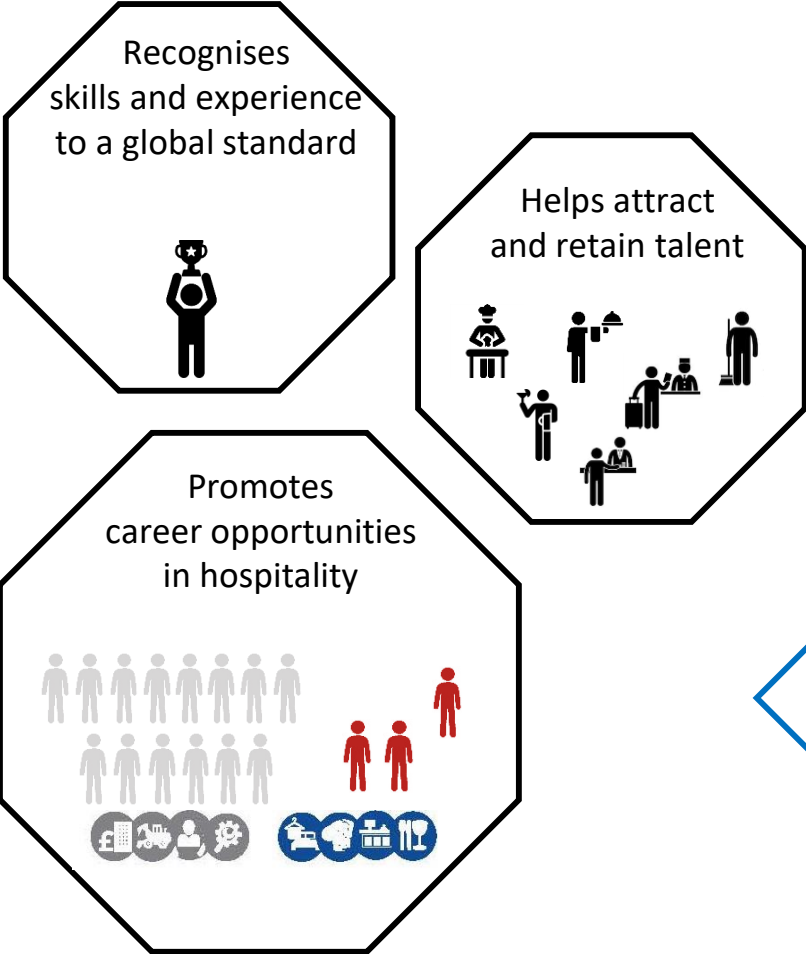 Recognises
skills and experience
to a global standard
Helps attract
and retain talent
Promotes
career opportunities
in hospitality
£